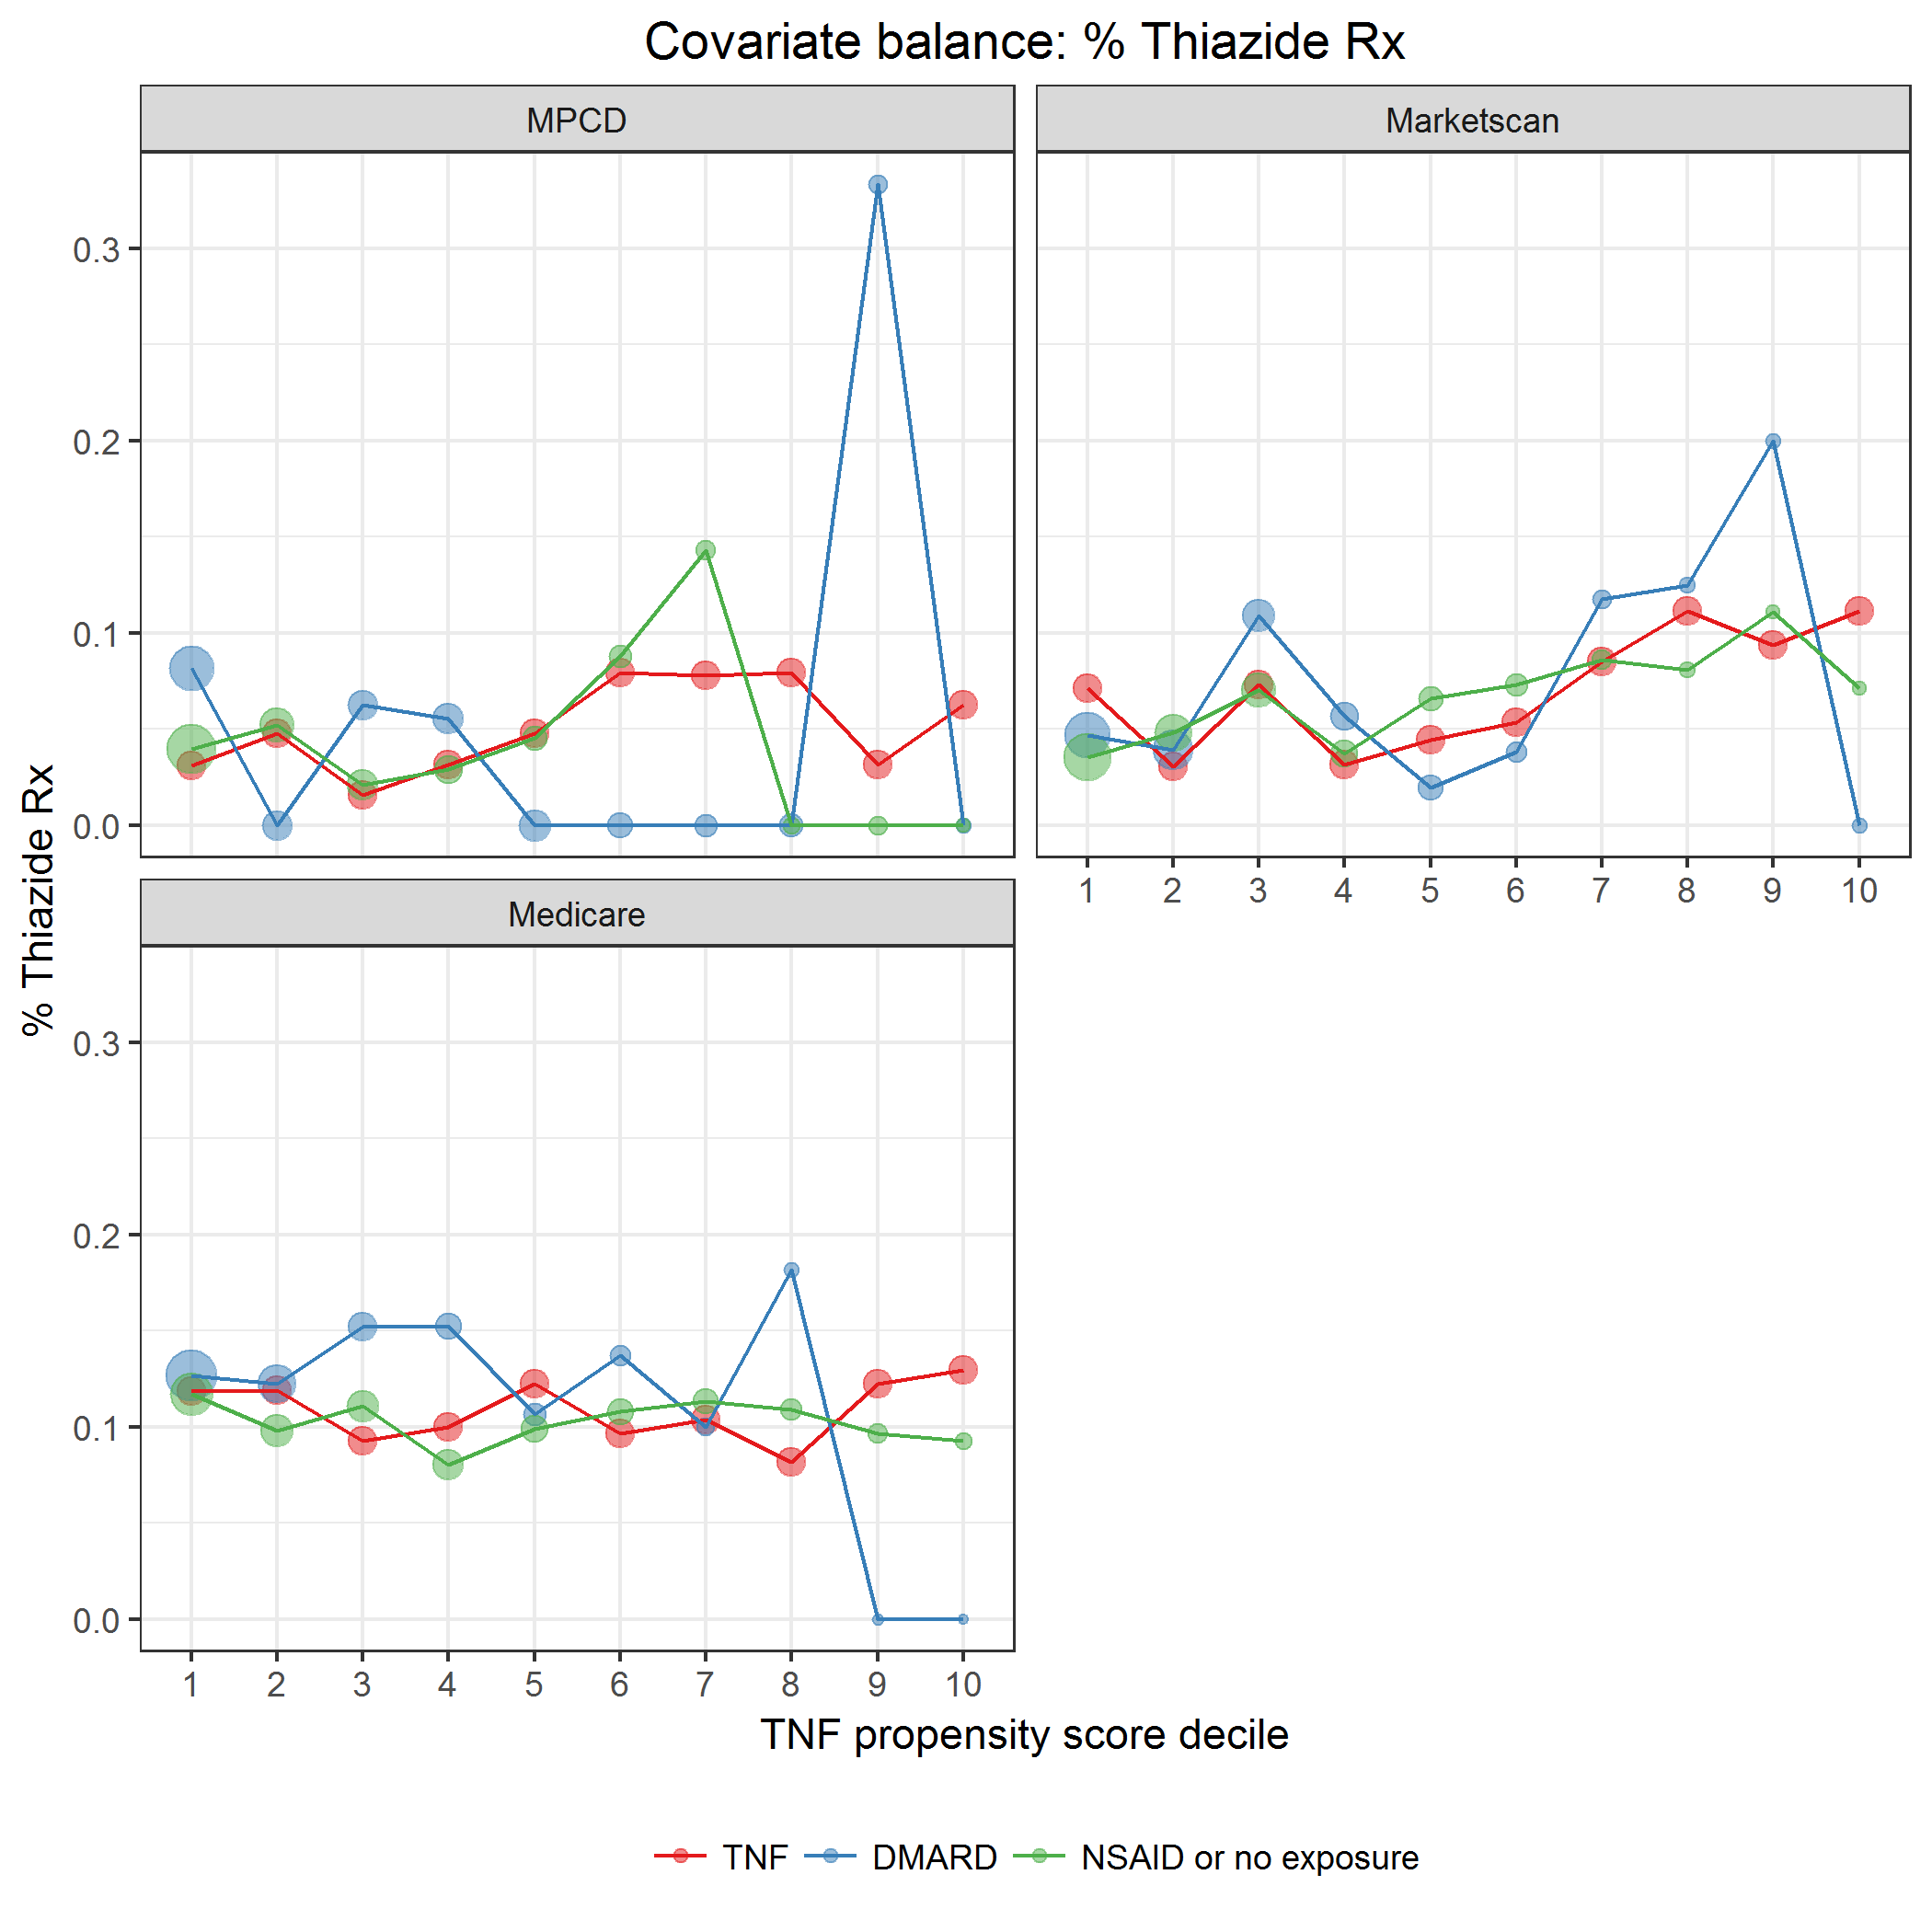 Covariate balance: % Thiazide Rx
MPCD
Marketscan
0.3
0.2
0.1
0.0
1 2 3 4 5 6 7 8 9 10
Medicare
0.3
0.2
0.1
0.0
1 2 3 4 5 6 7 8 9 10
% Thiazide Rx
TNF propensity score decile
TNF DMARD NSAID or no exposure